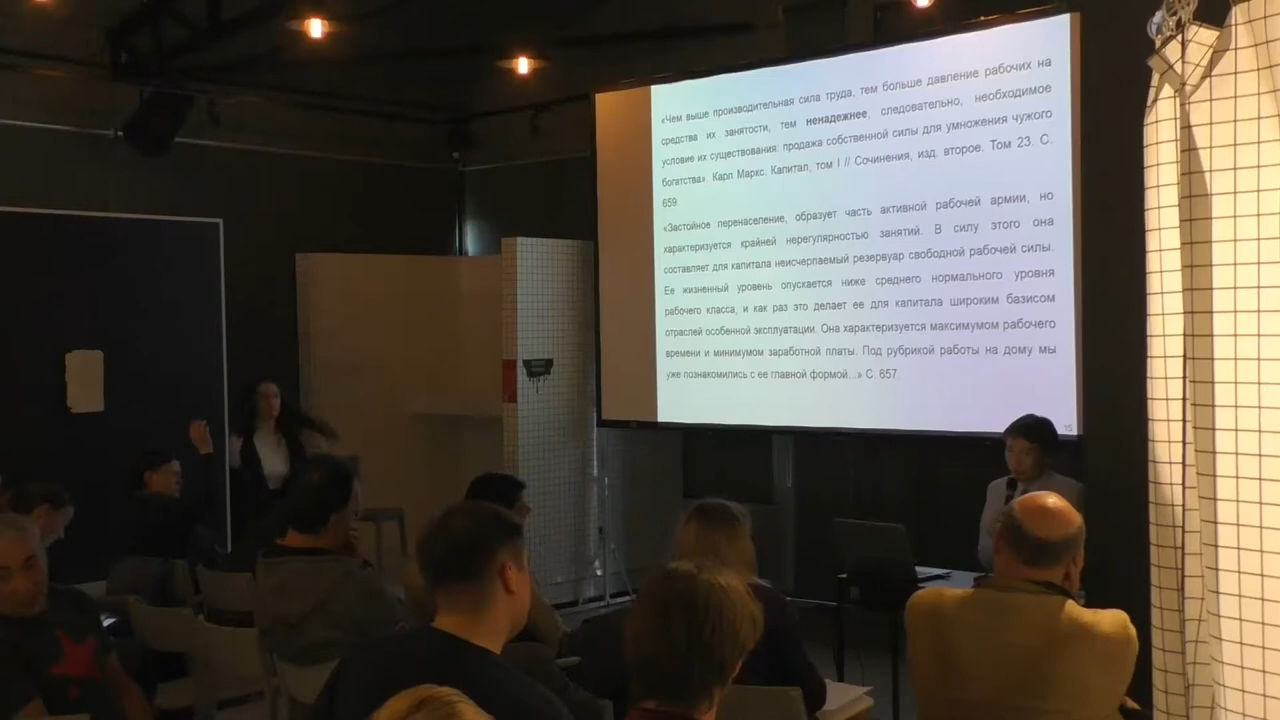 «Чем выше производительная сила труда, тем больше давление рабочих на
средства их занятости, тем ненадежнее, следовательно, необходимое
условие их существования: продажа собственной силы для умножения чужого
богатства». Карл Маркс. Капитал, том I // Сочинения, изд. второе. Том 23. С.
659.
«Застойное перенаселение, образует часть активной рабочей армии, но
характеризуется крайней нерегулярностью занятий. В силу этого она
составляет для капитала неисчерпаемый резервуар свободной рабочей силы.
Ее жизненный уровень опускается ниже среднего нормального уровня
рабочего класса, и как раз это делает ее для капитала широким базисом
отраслей особенной эксплуатации. Она характеризуется максимумом рабочего
времени и минимумом заработной платы. Под рубрикой работы на дому мы
уже познакомились с ее главной формой...» С. 657.
15